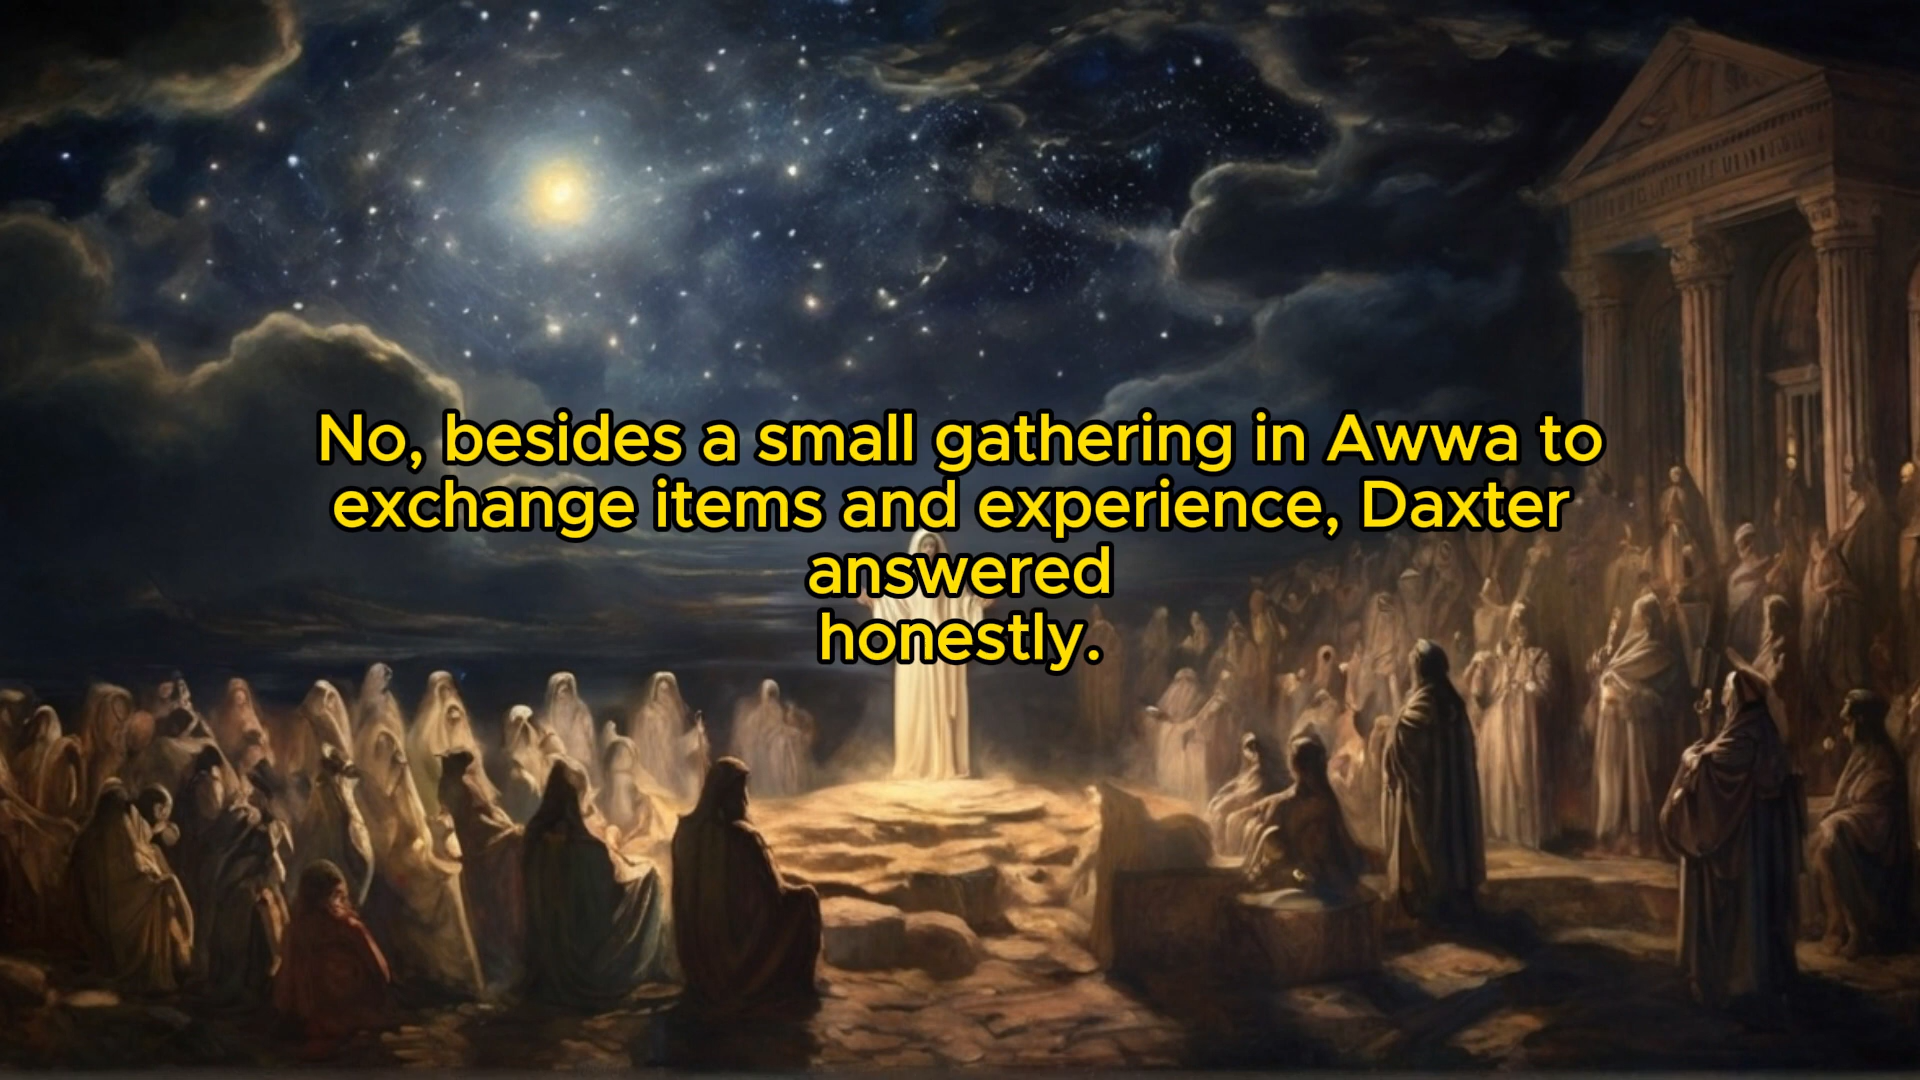 No, besides a small gathering in Awwa to
exchange items and experience, Daxter
answered
honestly.